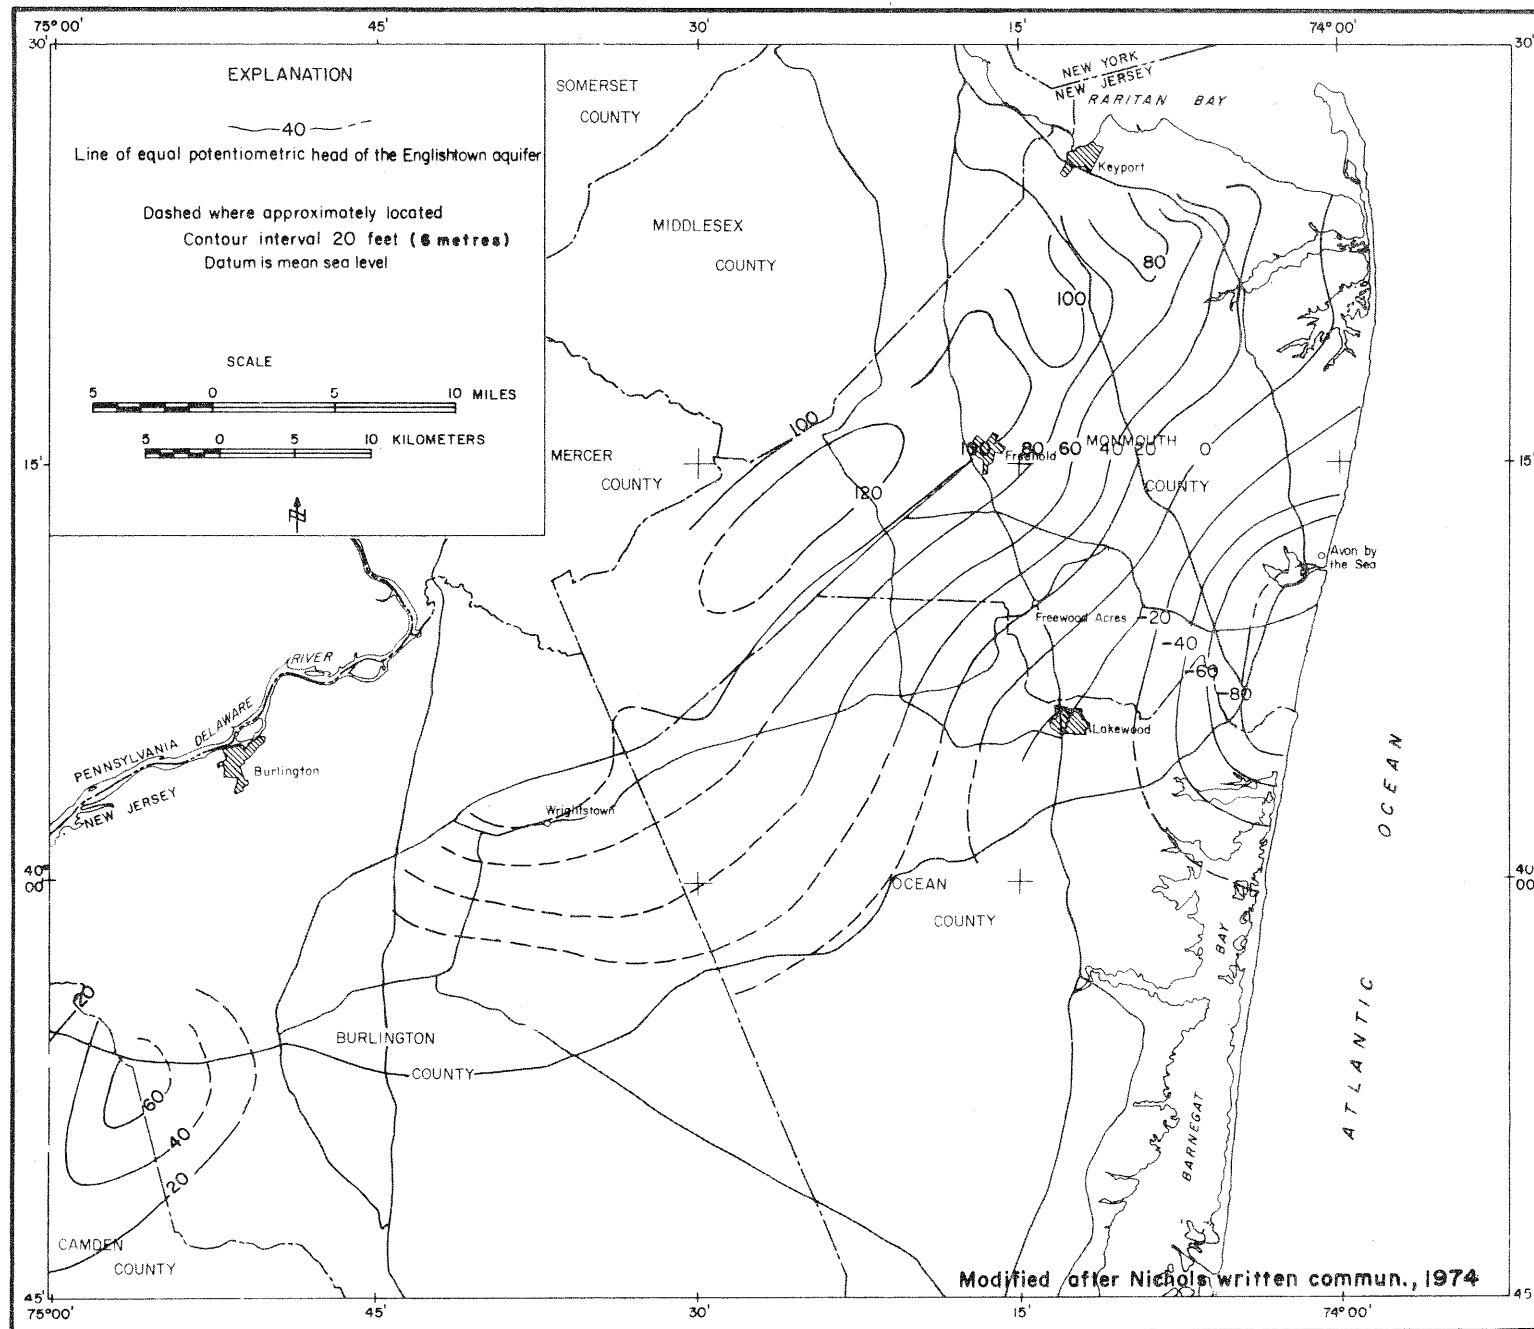 75°00'
45'
30'
15'
74°00'
30'
30'
EXPLANATION
40
Line of equal potentiometric head of the Englishtown aquifer
Dashed where approximately located
Contour interval 20 feet (6 metres)
Datum is mean sea level
SCALE
5 0 5 10 MILES
5 0 5 10 KILOMETERS
N
SOMERSET
COUNTY
NEW YORK
NEW JERSEY
RARITAN BAY
Keyport
MIDDLESEX
COUNTY
80
100
100
120
MERCER
COUNTY
15'
15'
100 80 60 40 20 0
Freehold
MONMOUTH
COUNTY
Avon by
the Sea
Freewood Acres
-20
-40
-60
-80
Lakewood
RIVER
DELAWARE
PENNSYLVANIA
NEW JERSEY
Burlington
Wrightstown
40°
00'
40°
00'
OCEAN
COUNTY
BURLINGTON
COUNTY
20
60
40
20
CAMDEN
COUNTY
BARNEGAT BAY
ATLANTIC OCEAN
Modified after Nichols written commun., 1974
45'
45'
75°00'
45'
30'
15'
74°00'